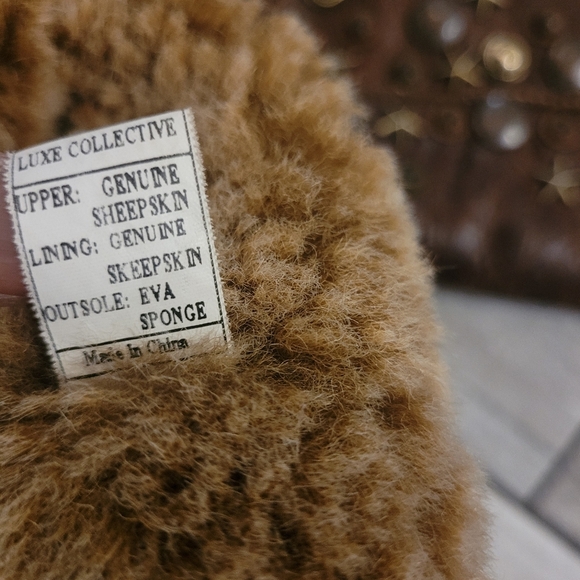 LUXE COLLECTIVE
UPPER: GENUINE
SHEEPSKIN
LINING: GENUINE
SKEEPSKIN
OUTSOLE: EVA
SPONGE
Made In China